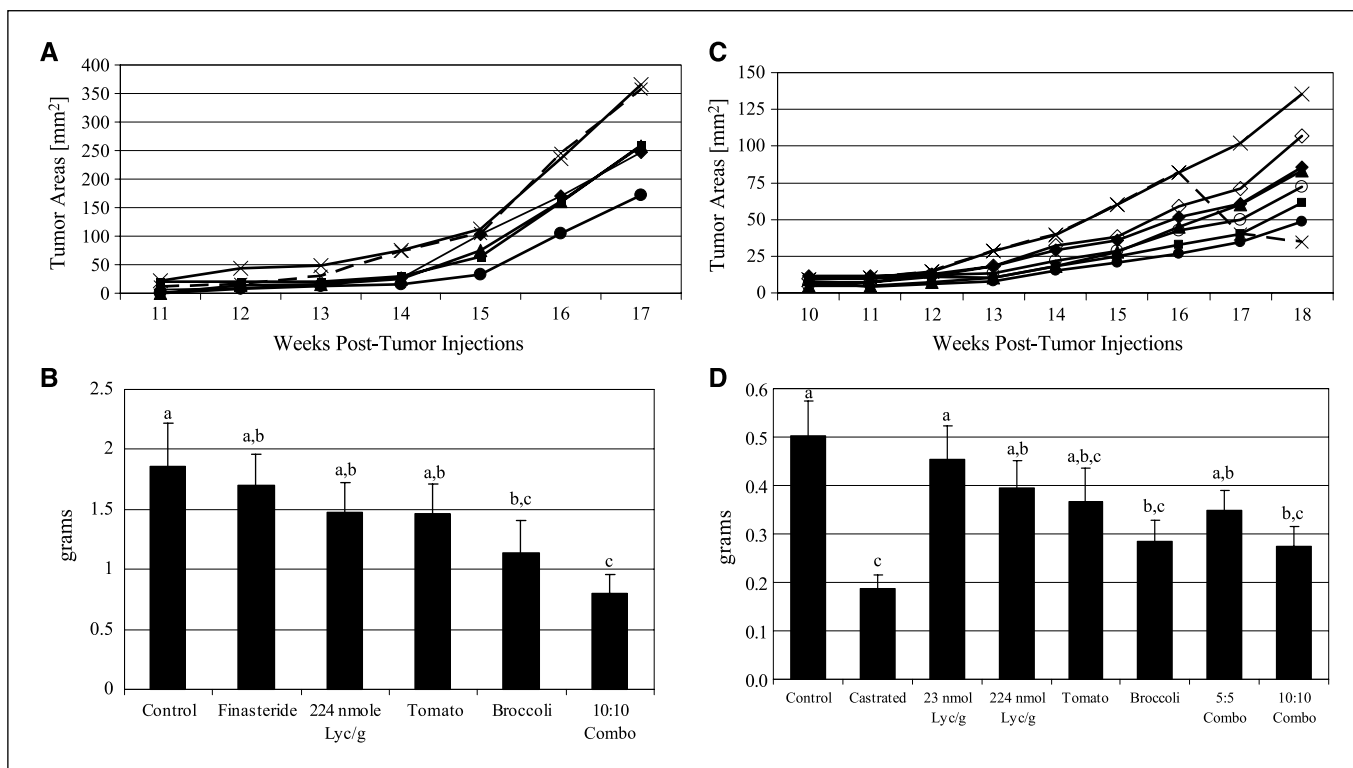 A
400
350
300
250
200
150
100
50
0
Tumor Areas [mm²]
11 12 13 14 15 16 17
Weeks Post-Tumor Injections
C
150
125
100
75
50
25
0
Tumor Areas [mm²]
10 11 12 13 14 15 16 17 18
Weeks Post-Tumor Injections
B
2.5
2
1.5
1
0.5
0
grams
a
a,b
a,b
a,b
b,c
c
Control Finasteride 224 nmole Tomato Broccoli 10:10
Lyc/g Combo
D
0.6
0.5
0.4
0.3
0.2
0.1
0.0
grams
a
c
a
a,b
a,b,c
b,c
a,b
b,c
Control Castrated 23 nmol 224 nmol Tomato Broccoli 5:5 10:10
Lyc/g Lyc/g Combo Combo